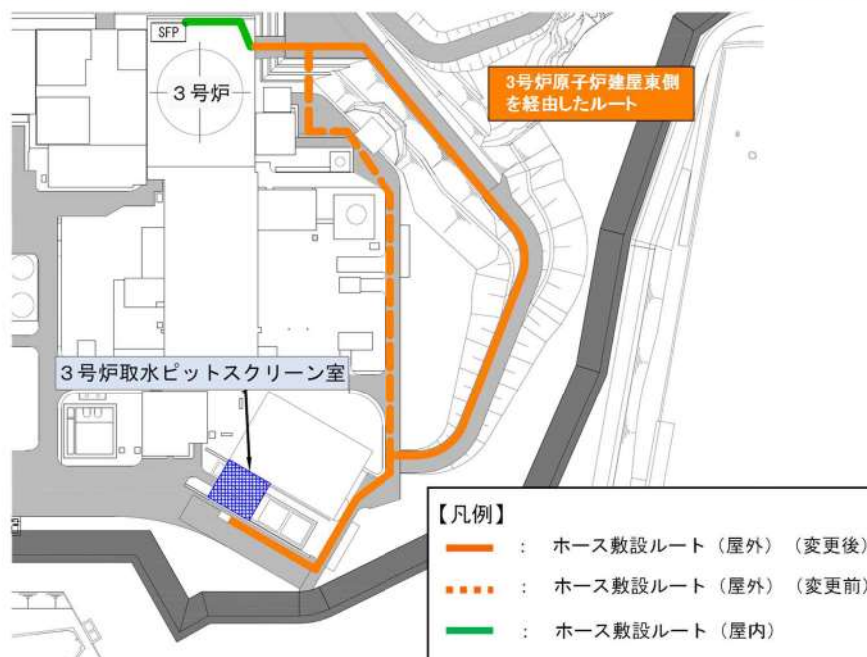 SFP
3号炉
3号炉原子炉建屋東側
を経由したルート
3号炉取水ピットスクリーン室
【凡例】
: ホース敷設ルート(屋外)(変更後)
: ホース敷設ルート(屋外)(変更前)
: ホース敷設ルート(屋内)